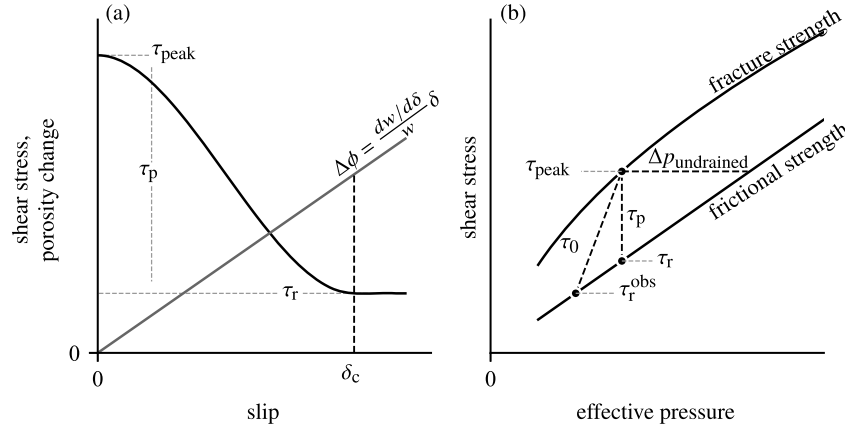 (a)
τpeak
τp
τr
Δϕ = dw/dδ / w δ
shear stress,
porosity change
0
0
δc
slip
(b)
fracture strength
frictional strength
Δpundrained
τpeak
τp
τ0
τr
τr obs
shear stress
0
effective pressure